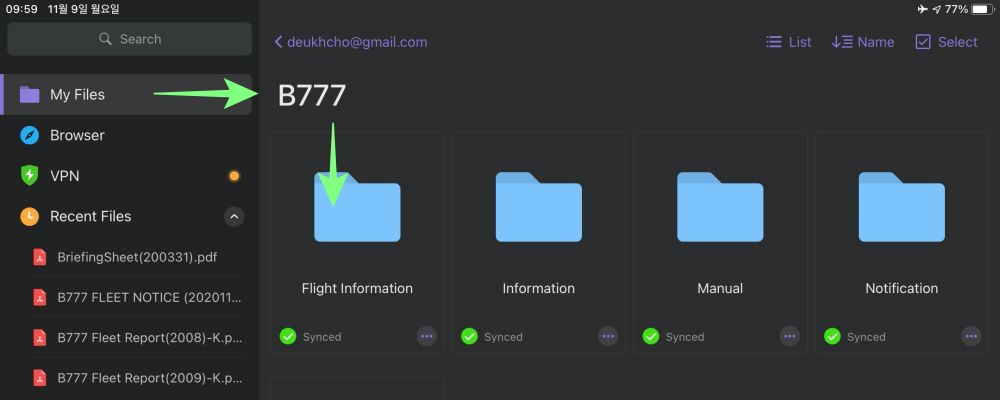 09:59 11월 9일 월요일
77%
Search
My Files
Browser
VPN
Recent Files
BriefingSheet(200331).pdf
B777 FLEET NOTICE (202011...
B777 Fleet Report(2008)-K.p...
B777 Fleet Report(2009)-K.p...
deukhcho@gmail.com
List
Name
Select
B777
Flight Information
Information
Manual
Notification
Synced
Synced
Synced
Synced